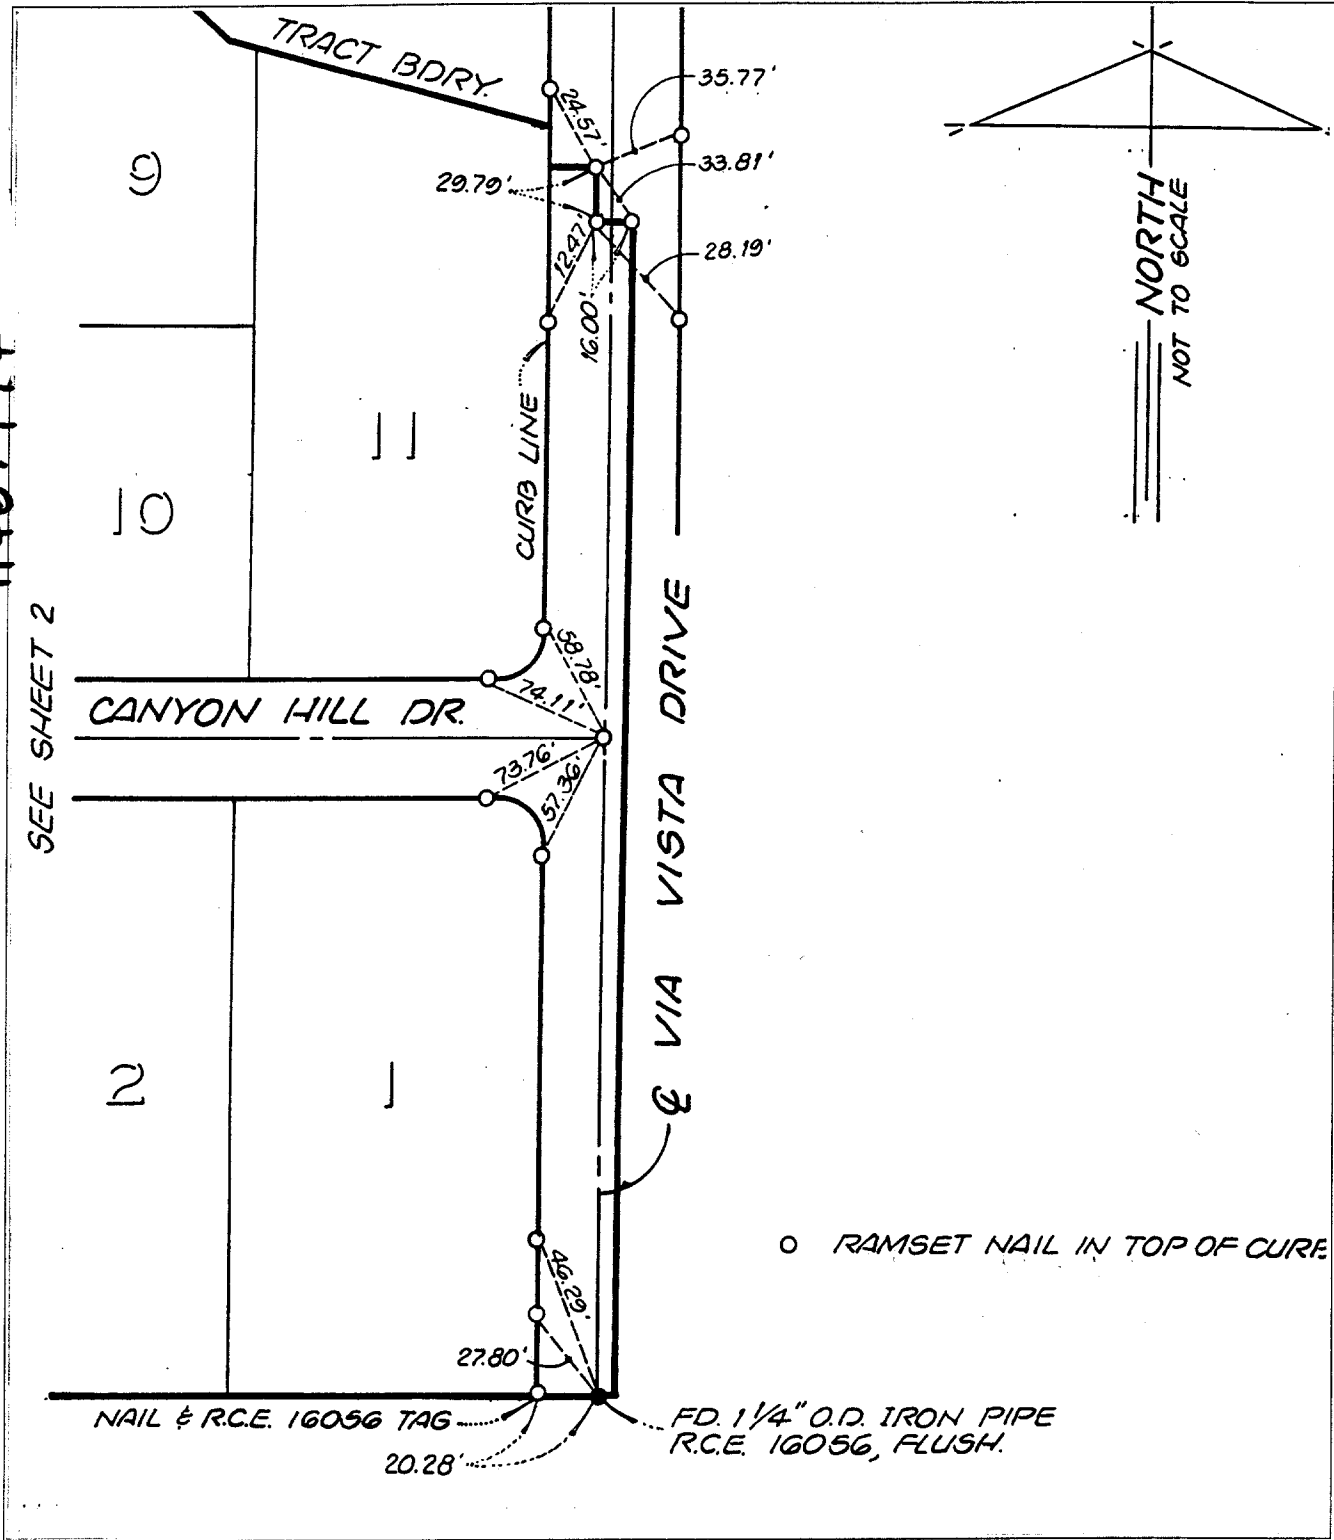 TRACT BDRY.
24.57'
35.77'
33.81'
29.79'
12.47'
16.00'
28.19'
NORTH
NOT TO SCALE
9
11
10
CURB LINE
SEE SHEET 2
58.78'
74.11'
CANYON HILL DR.
73.76'
57.36'
℄ VIA VISTA DRIVE
2
1
46.29'
27.80'
RAMSET NAIL IN TOP OF CURB
NAIL & R.C.E. 16056 TAG
20.28'
FD. 1 1/4" O.D. IRON PIPE
R.C.E. 16056, FLUSH.